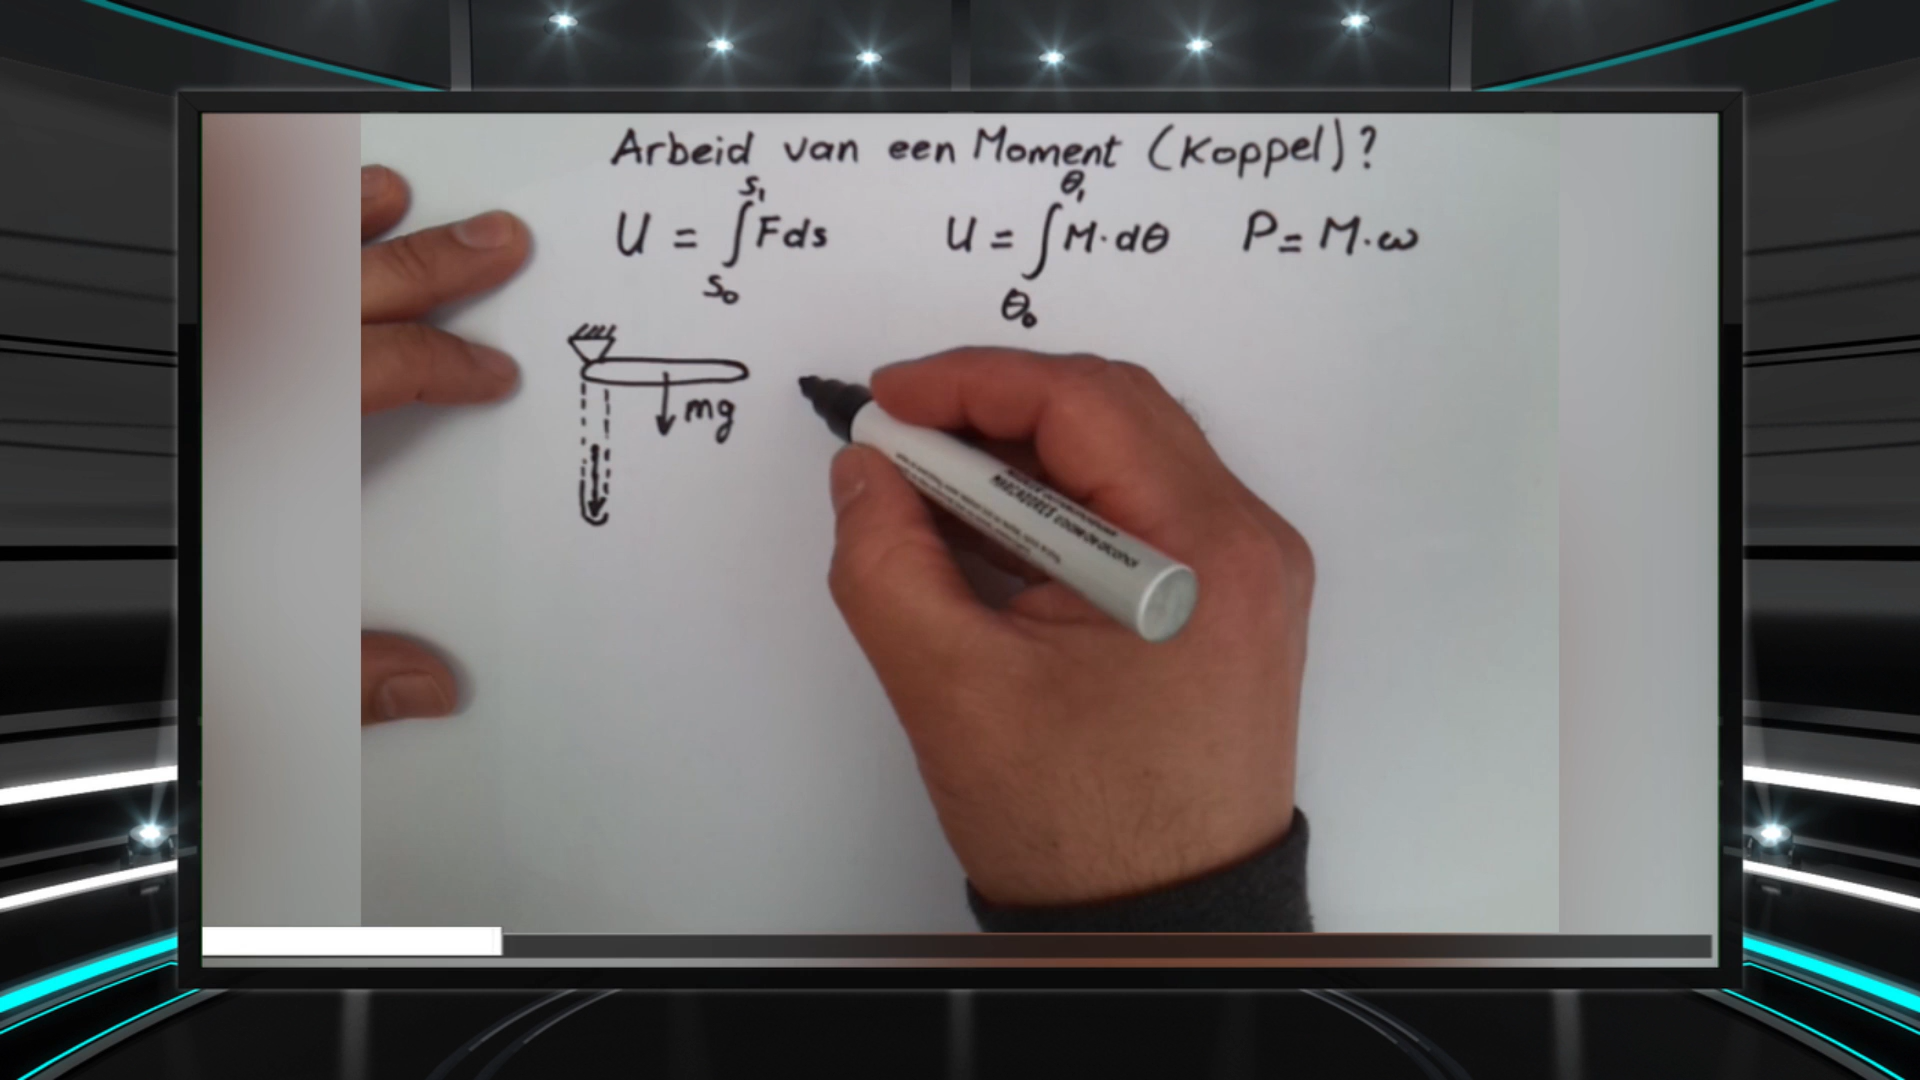 Arbeid van een Moment (Koppel)?
U = ∫_{s₀}^{s₁} F ds   U = ∫_{θ₀}^{θ₁} M·dθ   P = M·ω
mg